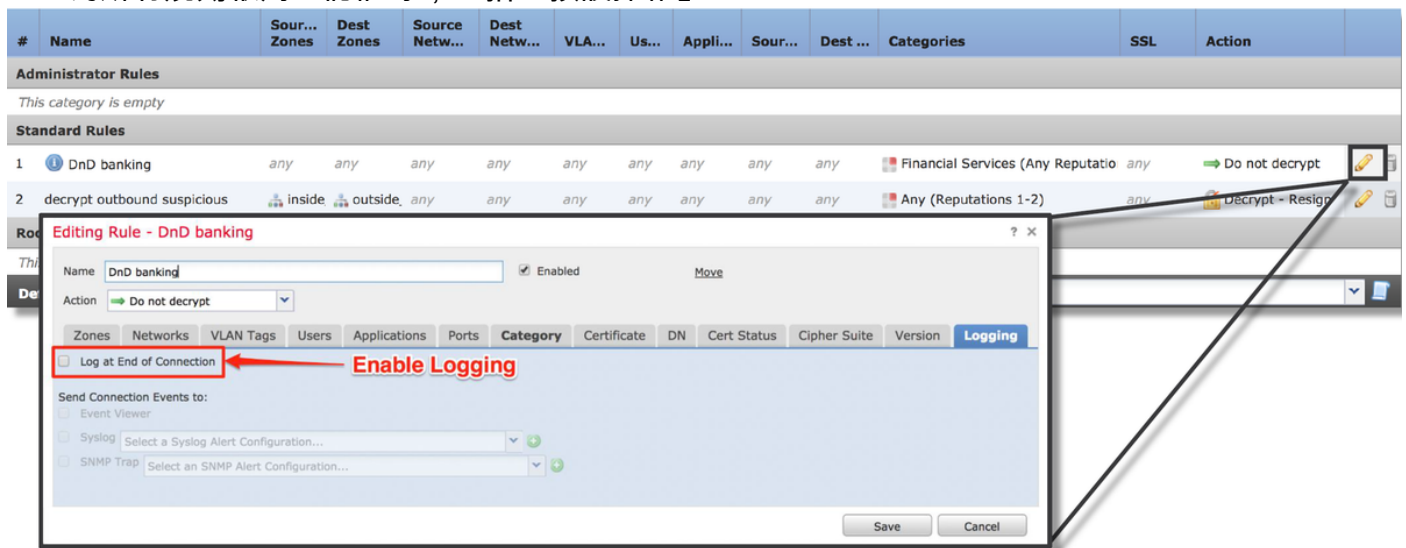 # Name Sour... Zones Dest Zones Source Netw... Dest Netw... VLA... Us... Appli... Sour... Dest ... Categories SSL Action
Administrator Rules
This category is empty
Standard Rules
1 DnD banking any any any any any any any any any Financial Services (Any Reputatio any Do not decrypt
2 decrypt outbound suspicious inside_ outside_ any any any any any any any Any (Reputations 1-2) any Decrypt - Resign
Editing Rule - DnD banking ? ×
Name DnD banking Enabled Move
Action Do not decrypt
Zones Networks VLAN Tags Users Applications Ports Category Certificate DN Cert Status Cipher Suite Version Logging
Log at End of Connection Enable Logging
Send Connection Events to:
Event Viewer
Syslog Select a Syslog Alert Configuration...
SNMP Trap Select an SNMP Alert Configuration...
Save Cancel